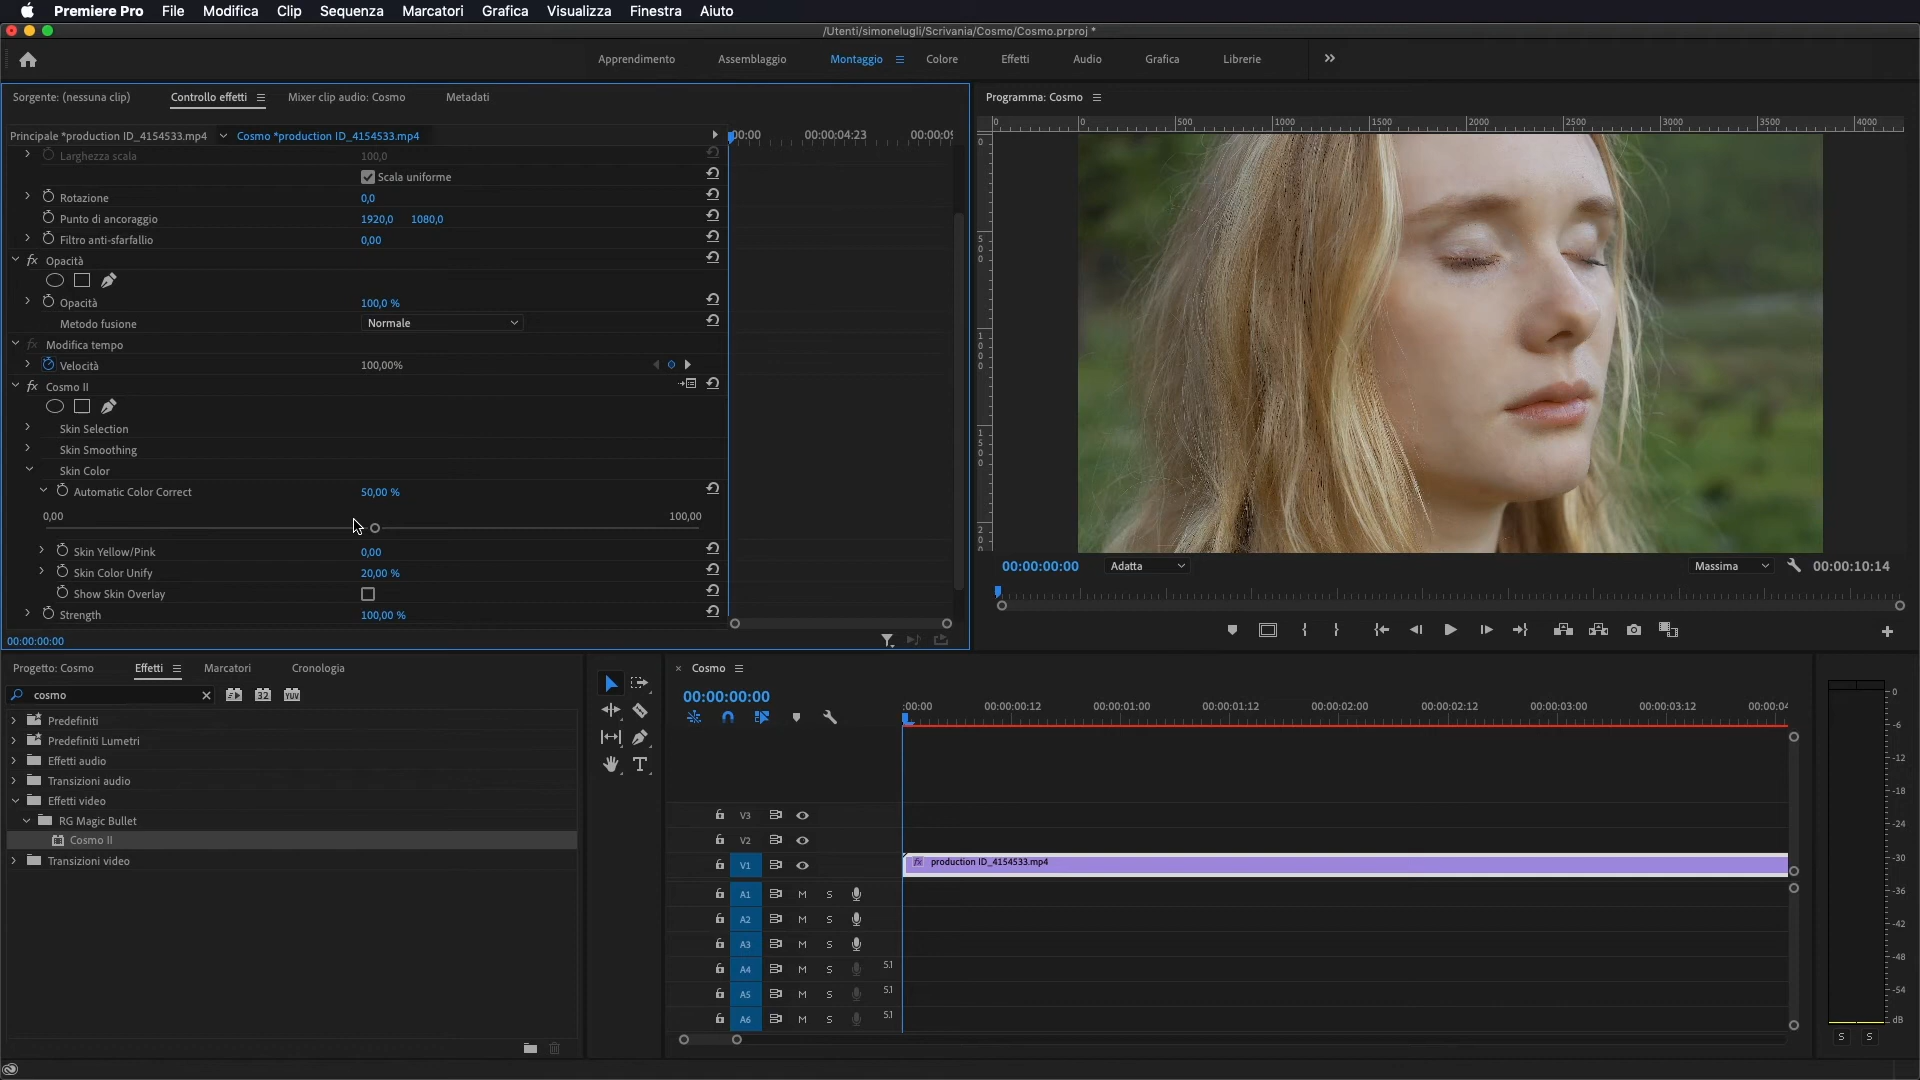 Premiere Pro File Modifica Clip Sequenza Marcatori Grafica Visualizza Finestra Aiuto
/Utenti/simonelugli/Scrivania/Cosmo/Cosmo.prproj *
Apprendimento Assemblaggio Montaggio Colore Effetti Audio Grafica Librerie
Sorgente: (nessuna clip) Controllo effetti Mixer clip audio: Cosmo Metadati
Programma: Cosmo
Principale *production ID_4154533.mp4 Cosmo *production ID_4154533.mp4
00:00 00:00:04:23 00:00:09
0 0 500 1000 1500 2000 2500 3000 3500 4000
0 500 1000 1500
Larghezza scala 100,0
Scala uniforme
Rotazione 0,0
Punto di ancoraggio 1920,0 1080,0
Filtro anti-sfarfallio 0,00
fx Opacità
Opacità 100,0 %
Metodo fusione Normale
fx Modifica tempo
Velocità 100,00%
fx Cosmo II
Skin Selection
Skin Smoothing
Skin Color
Automatic Color Correct 50,00 %
0,00 100,00
Skin Yellow/Pink 0,00
Skin Color Unify 20,00 %
Show Skin Overlay
Strength 100,00 %
00:00:00:00
00:00:00:00 Adatta Massima 00:00:10:14
Progetto: Cosmo Effetti Marcatori Cronologia
cosmo 32 YUV
Predefiniti
Predefiniti Lumetri
Effetti audio
Transizioni audio
Effetti video
RG Magic Bullet
Cosmo II
Transizioni video
T
× Cosmo
00:00:00:00
:00:00 00:00:00:12 00:00:01:00 00:00:01:12 00:00:02:00 00:00:02:12 00:00:03:00 00:00:03:12 00:00:04
V3
V2
V1 fx production ID_4154533.mp4
A1 M S
A2 M S
A3 M S
A4 M S 5.1
A5 M S 5.1
A6 M S 5.1
0
-6
-12
-18
-24
-30
-36
-42
-48
-54
dB
S S